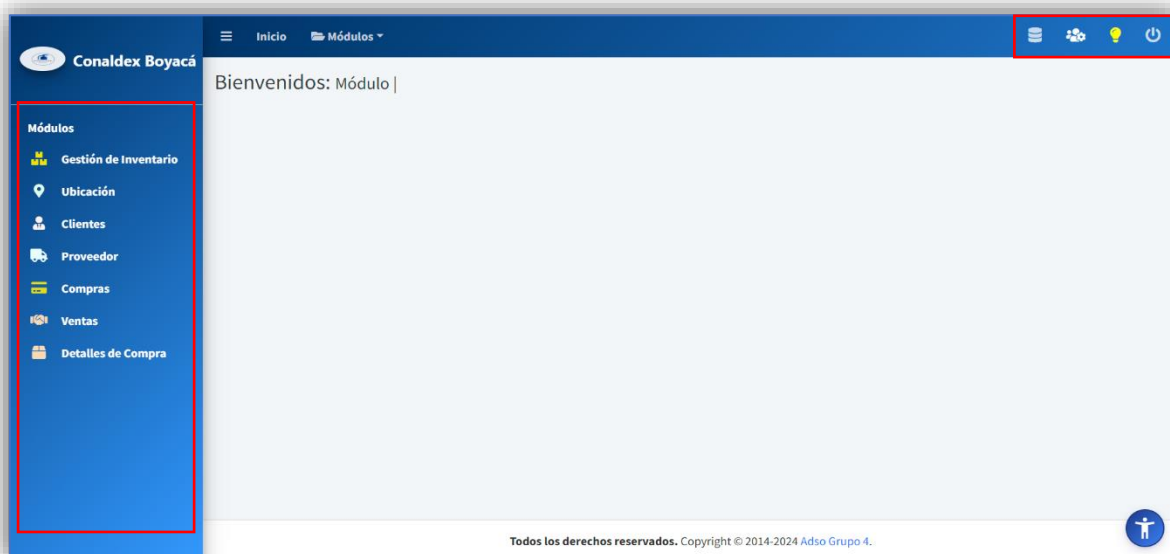 Conaldex Boyacá
Inicio
Módulos
Bienvenidos: Módulo |
Módulos
Gestión de Inventario
Ubicación
Clientes
Proveedor
Compras
Ventas
Detalles de Compra
Todos los derechos reservados. Copyright © 2014-2024 Adso Grupo 4.